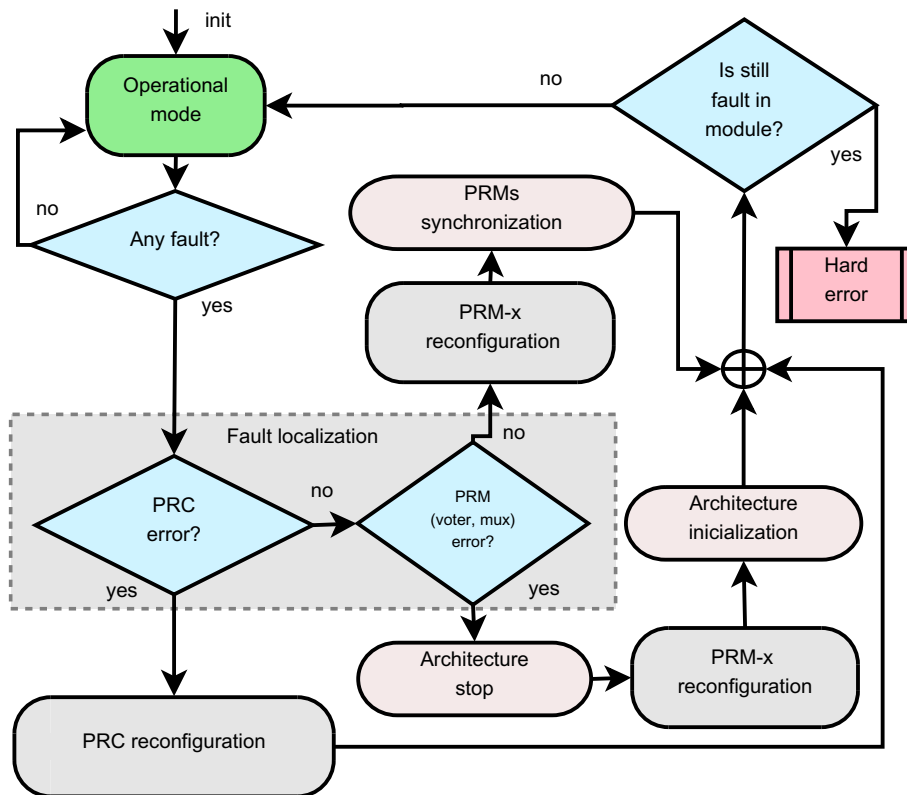 init
Operational
mode
no
Is still
fault in
module?
yes
no
Any fault?
yes
PRMs
synchronization
Hard
error
PRM-x
reconfiguration
Fault localization
no
PRC
error?
no
PRM
(voter, mux)
error?
yes
yes
Architecture
inicialization
Architecture
stop
PRM-x
reconfiguration
PRC reconfiguration